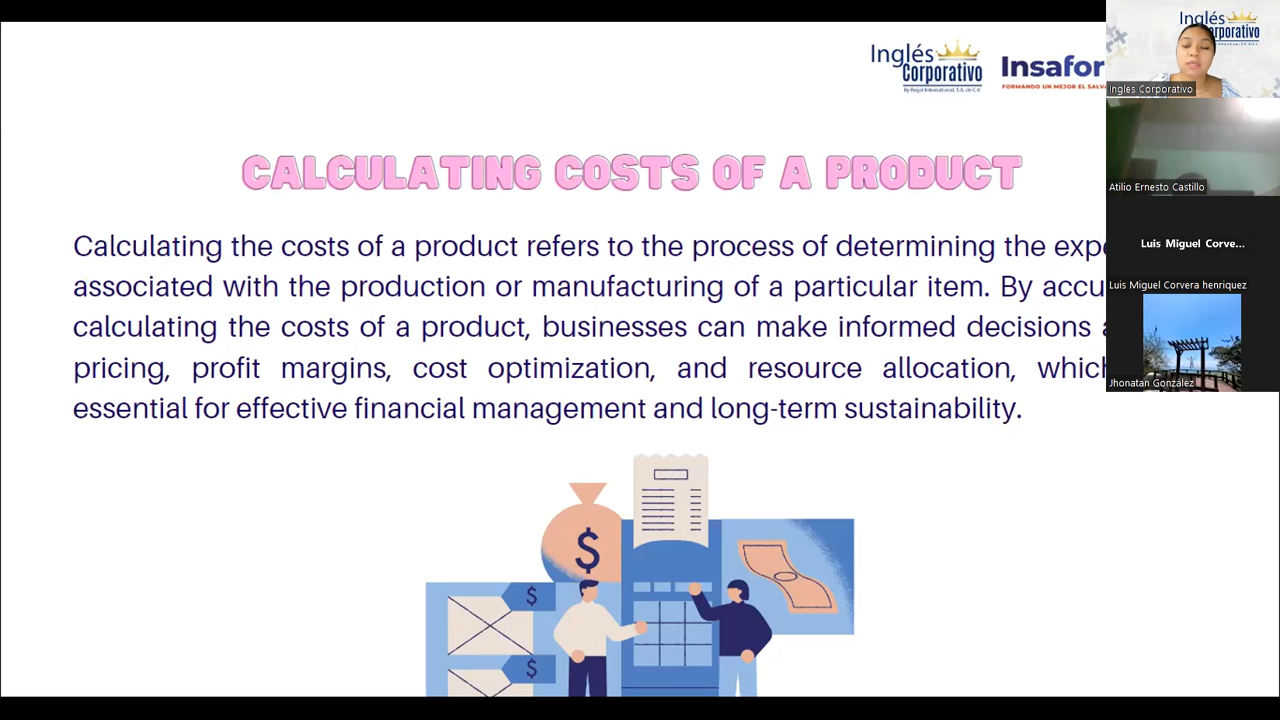 Inglés
Corporativo
By Regal International, S.A. de C.V.
Insafor
FORMANDO UN MEJOR EL
CALCULATING COSTS OF A PRODUCT
Calculating the costs of a product refers to the process of determining the
associated with the production or manufacturing of a particular item. By
calculating the costs of a product, businesses can make informed decisions
pricing, profit margins, cost optimization, and resource allocation, which
essential for effective financial management and long-term sustainability.
$
$
$
Inglés
Corporativo
Ingles Corporativo
Atilio Ernesto Castillo
Luis Miguel Corve...
Luis Miguel Corvera henriquez
Jhonatan González